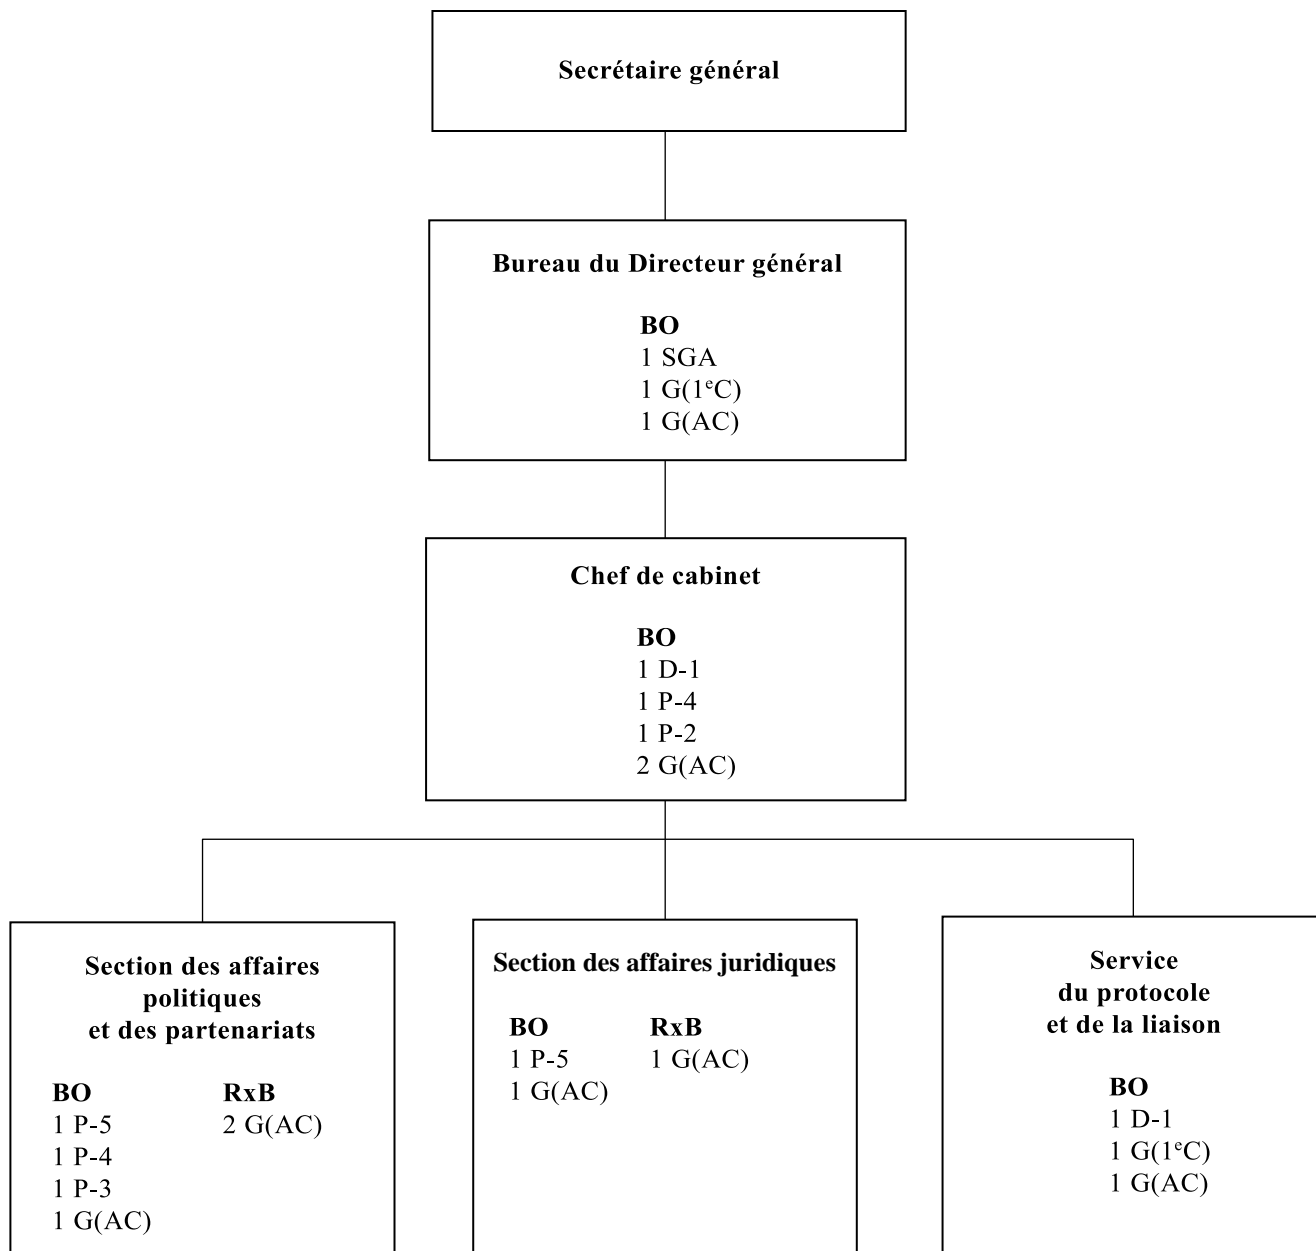 Secrétaire général
Bureau du Directeur général
BO
1 SGA
1 G(1ᵉC)
1 G(AC)
Chef de cabinet
BO
1 D-1
1 P-4
1 P-2
2 G(AC)
Section des affaires
politiques
et des partenariats
BO RxB
1 P-5 2 G(AC)
1 P-4
1 P-3
1 G(AC)
Section des affaires juridiques
BO RxB
1 P-5 1 G(AC)
1 G(AC)
Service
du protocole
et de la liaison
BO
1 D-1
1 G(1ᵉC)
1 G(AC)